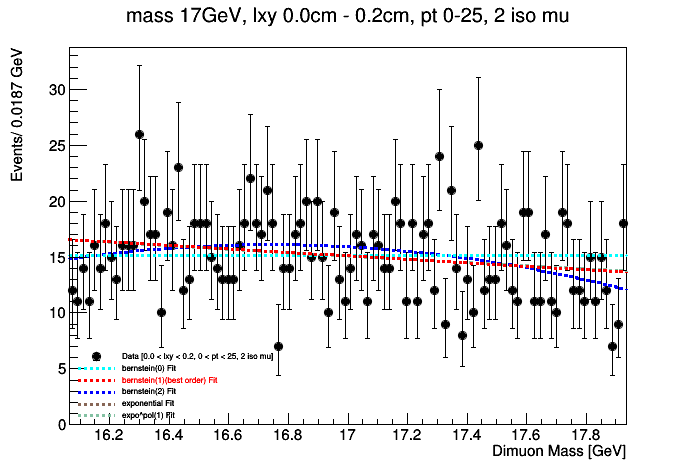 mass 17GeV, lxy 0.0cm - 0.2cm, pt 0-25, 2 iso mu
Events/ 0.0187 GeV
30
25
20
15
10
5
0
Data [0.0 < lxy < 0.2, 0 < pt < 25, 2 iso mu]
bernstein(0) Fit
bernstein(1)(best order) Fit
bernstein(2) Fit
exponential Fit
expo*pol(1) Fit
16.2 16.4 16.6 16.8 17 17.2 17.4 17.6 17.8
Dimuon Mass [GeV]